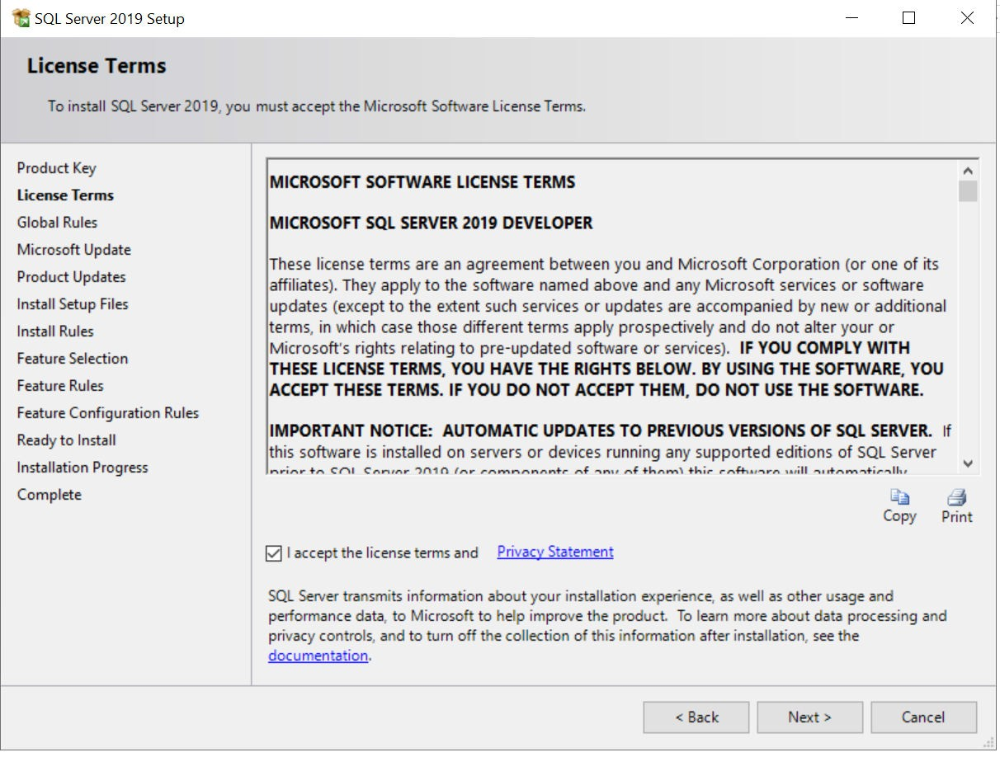 SQL Server 2019 Setup
License Terms
To install SQL Server 2019, you must accept the Microsoft Software License Terms.
Product Key
License Terms
Global Rules
Microsoft Update
Product Updates
Install Setup Files
Install Rules
Feature Selection
Feature Rules
Feature Configuration Rules
Ready to Install
Installation Progress
Complete
MICROSOFT SOFTWARE LICENSE TERMS
MICROSOFT SQL SERVER 2019 DEVELOPER
These license terms are an agreement between you and Microsoft Corporation (or one of its
affiliates). They apply to the software named above and any Microsoft services or software
updates (except to the extent such services or updates are accompanied by new or additional
terms, in which case those different terms apply prospectively and do not alter your or
Microsoft's rights relating to pre-updated software or services). IF YOU COMPLY WITH
THESE LICENSE TERMS, YOU HAVE THE RIGHTS BELOW. BY USING THE SOFTWARE, YOU
ACCEPT THESE TERMS. IF YOU DO NOT ACCEPT THEM, DO NOT USE THE SOFTWARE.
IMPORTANT NOTICE: AUTOMATIC UPDATES TO PREVIOUS VERSIONS OF SQL SERVER. If
this software is installed on servers or devices running any supported editions of SQL Server
prior to SQL Server 2019 (or components of any of them) this software will automatically
Copy
Print
I accept the license terms and Privacy Statement
SQL Server transmits information about your installation experience, as well as other usage and
performance data, to Microsoft to help improve the product. To learn more about data processing and
privacy controls, and to turn off the collection of this information after installation, see the
documentation.
< Back
Next >
Cancel